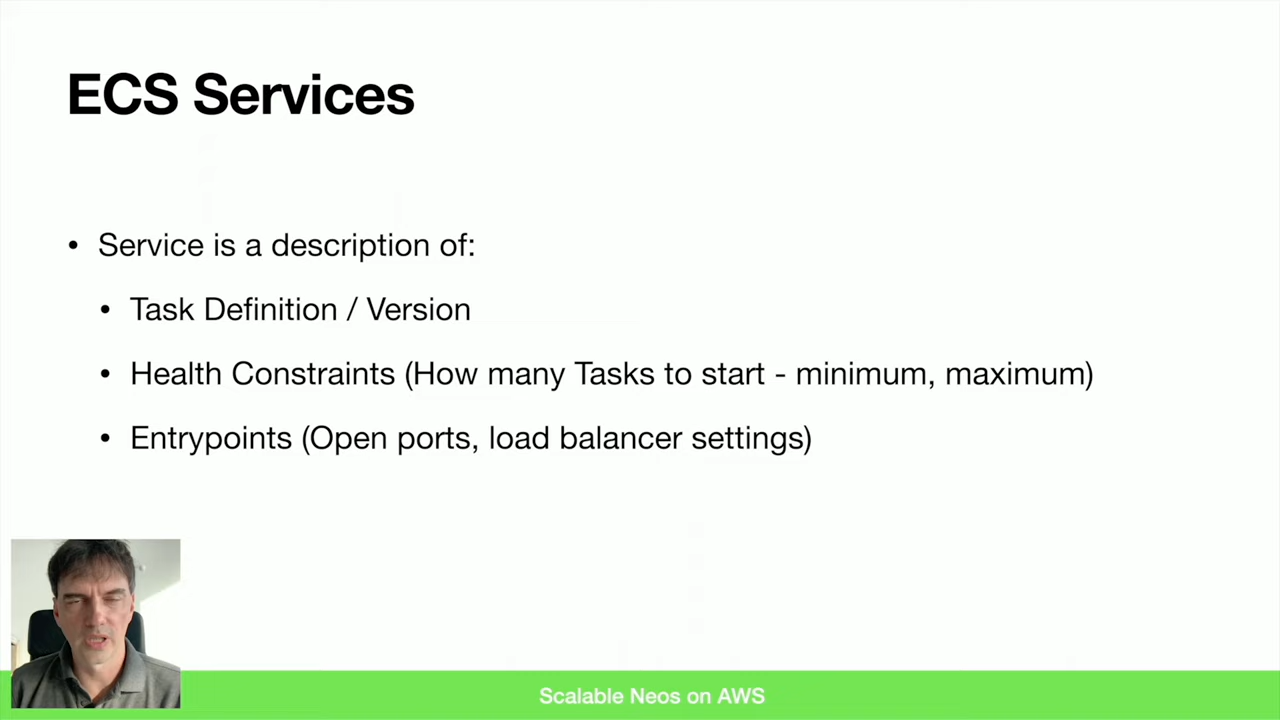 ECS Services
• Service is a description of:
• Task Definition / Version
• Health Constraints (How many Tasks to start - minimum, maximum)
• Entrypoints (Open ports, load balancer settings)
Scalable Neos on AWS